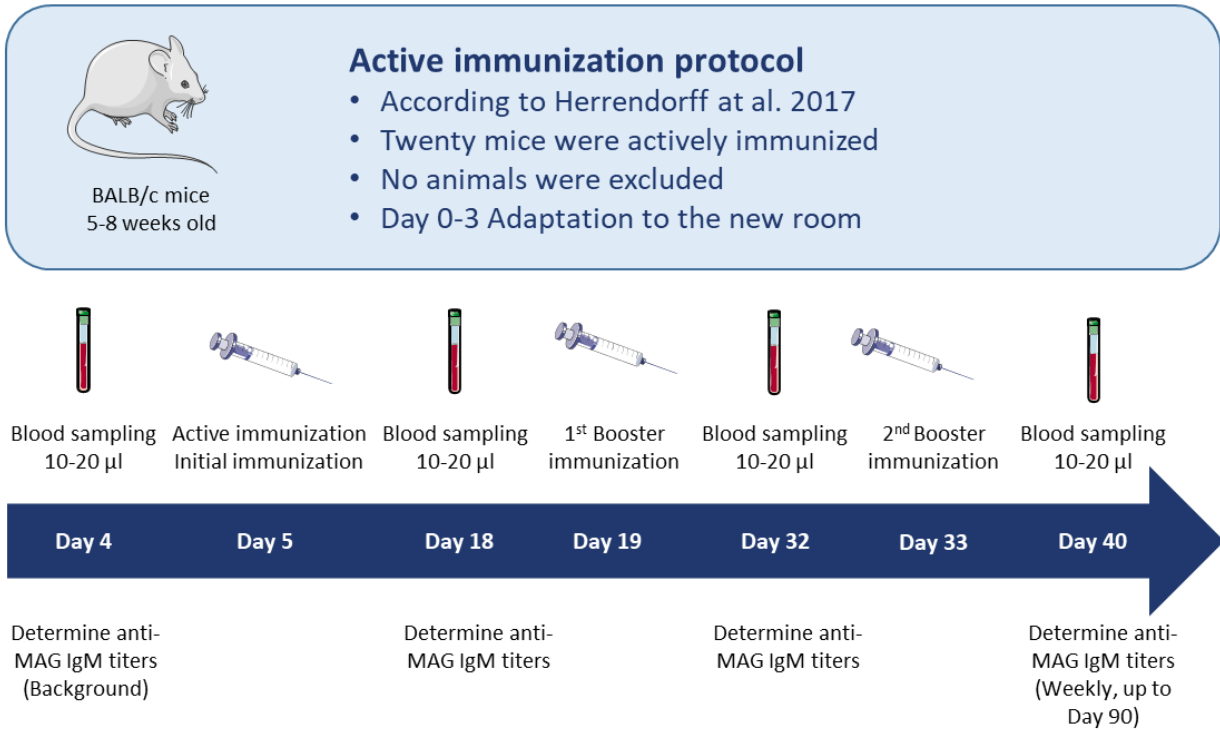 Active immunization protocol
• According to Herrendorff at al. 2017
• Twenty mice were actively immunized
• No animals were excluded
• Day 0-3 Adaptation to the new room
BALB/c mice
5-8 weeks old
Blood sampling
10-20 µl
Active immunization
Initial immunization
Blood sampling
10-20 µl
1st Booster
immunization
Blood sampling
10-20 µl
2nd Booster
immunization
Blood sampling
10-20 µl
Day 4
Day 5
Day 18
Day 19
Day 32
Day 33
Day 40
Determine anti-
MAG IgM titers
(Background)
Determine anti-
MAG IgM titers
Determine anti-
MAG IgM titers
Determine anti-
MAG IgM titers
(Weekly, up to
Day 90)